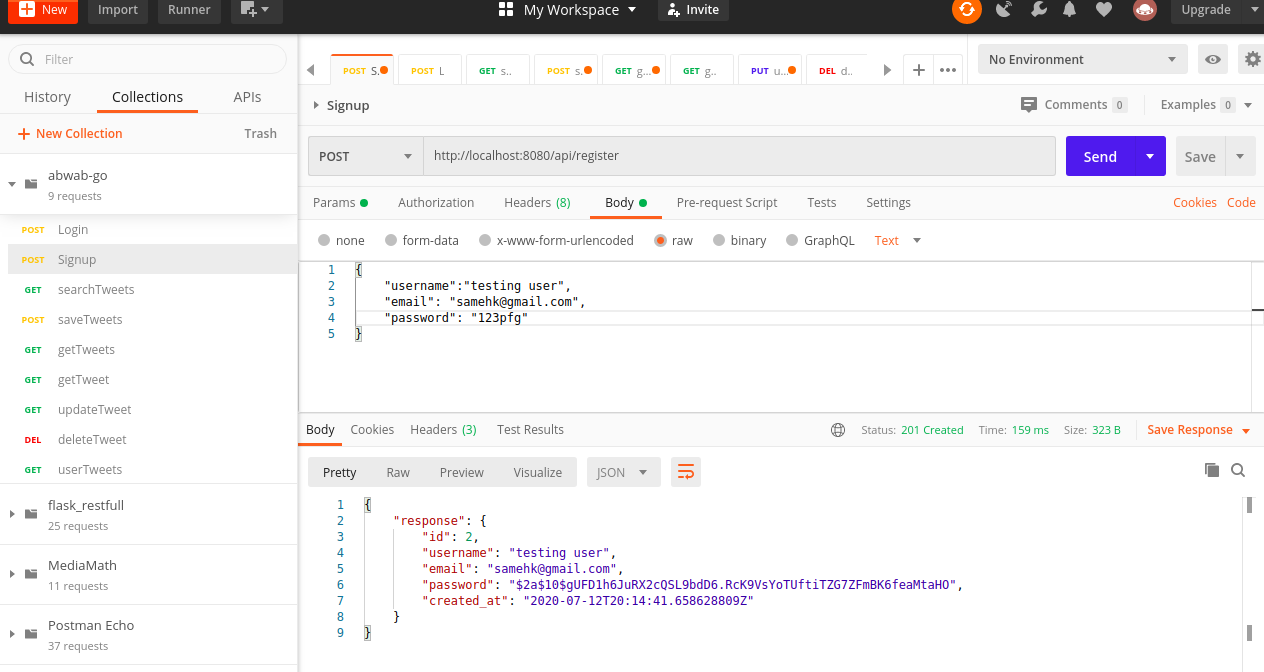 New
Import
Runner
My Workspace
Invite
Upgrade
Filter
History
Collections
APIs
New Collection
Trash
abwab-go
9 requests
POST Login
POST Signup
GET searchTweets
POST saveTweets
GET getTweets
GET getTweet
GET updateTweet
DEL deleteTweet
GET userTweets
flask_restfull
25 requests
MediaMath
11 requests
Postman Echo
37 requests
POST S.
POST L
GET s..
POST s.
GET g...
GET g..
PUT u...
DEL d..
No Environment
Signup
Comments 0
Examples 0
POST
http://localhost:8080/api/register
Send
Save
Params
Authorization
Headers (8)
Body
Pre-request Script
Tests
Settings
Cookies
Code
none
form-data
x-www-form-urlencoded
raw
binary
GraphQL
Text
1 {
2 "username":"testing user",
3 "email": "samehk@gmail.com",
4 "password": "123pfg"
5 }
Body
Cookies
Headers (3)
Test Results
Status: 201 Created
Time: 159 ms
Size: 323 B
Save Response
Pretty
Raw
Preview
Visualize
JSON
1 {
2 "response": {
3 "id": 2,
4 "username": "testing user",
5 "email": "samehk@gmail.com",
6 "password": "$2a$10$gUFD1h6JuRX2cQSL9bdD6.RcK9VsYoTUftiTZG7ZFmBK6feaMtaHO",
7 "created_at": "2020-07-12T20:14:41.658628809Z"
8 }
9 }